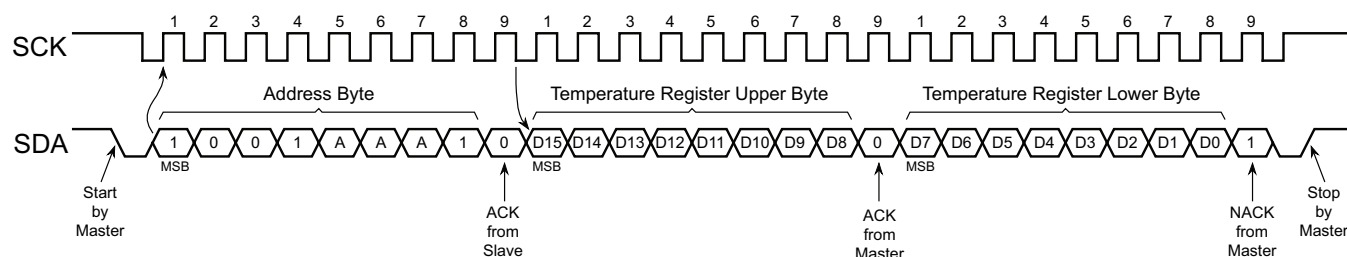 1 2 3 4 5 6 7 8 9 1 2 3 4 5 6 7 8 9 1 2 3 4 5 6 7 8 9
SCK
Address Byte Temperature Register Upper Byte Temperature Register Lower Byte
SDA 1 0 0 1 A A A 1 0 D15 D14 D13 D12 D11 D10 D9 D8 0 D7 D6 D5 D4 D3 D2 D1 D0 1
MSB MSB MSB
Start
by
Master
ACK
from
Slave
ACK
from
Master
NACK
from
Master
Stop
by
Master